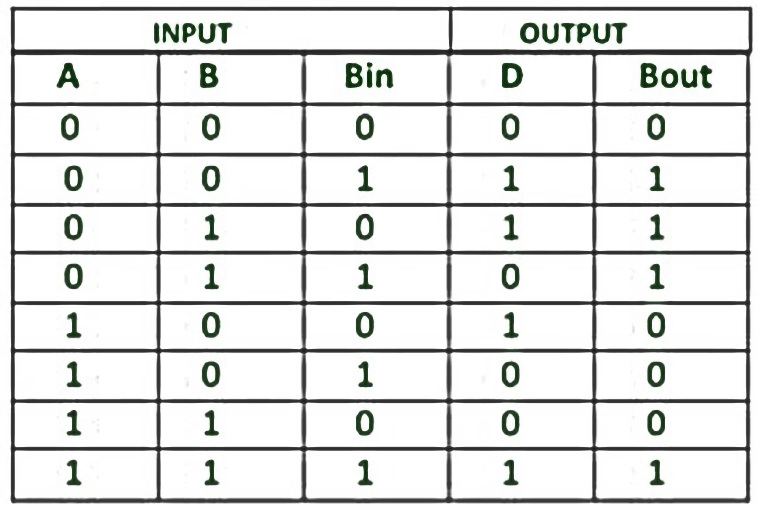 INPUT OUTPUT
A B Bin D Bout
0 0 0 0 0
0 0 1 1 1
0 1 0 1 1
0 1 1 0 1
1 0 0 1 0
1 0 1 0 0
1 1 0 0 0
1 1 1 1 1